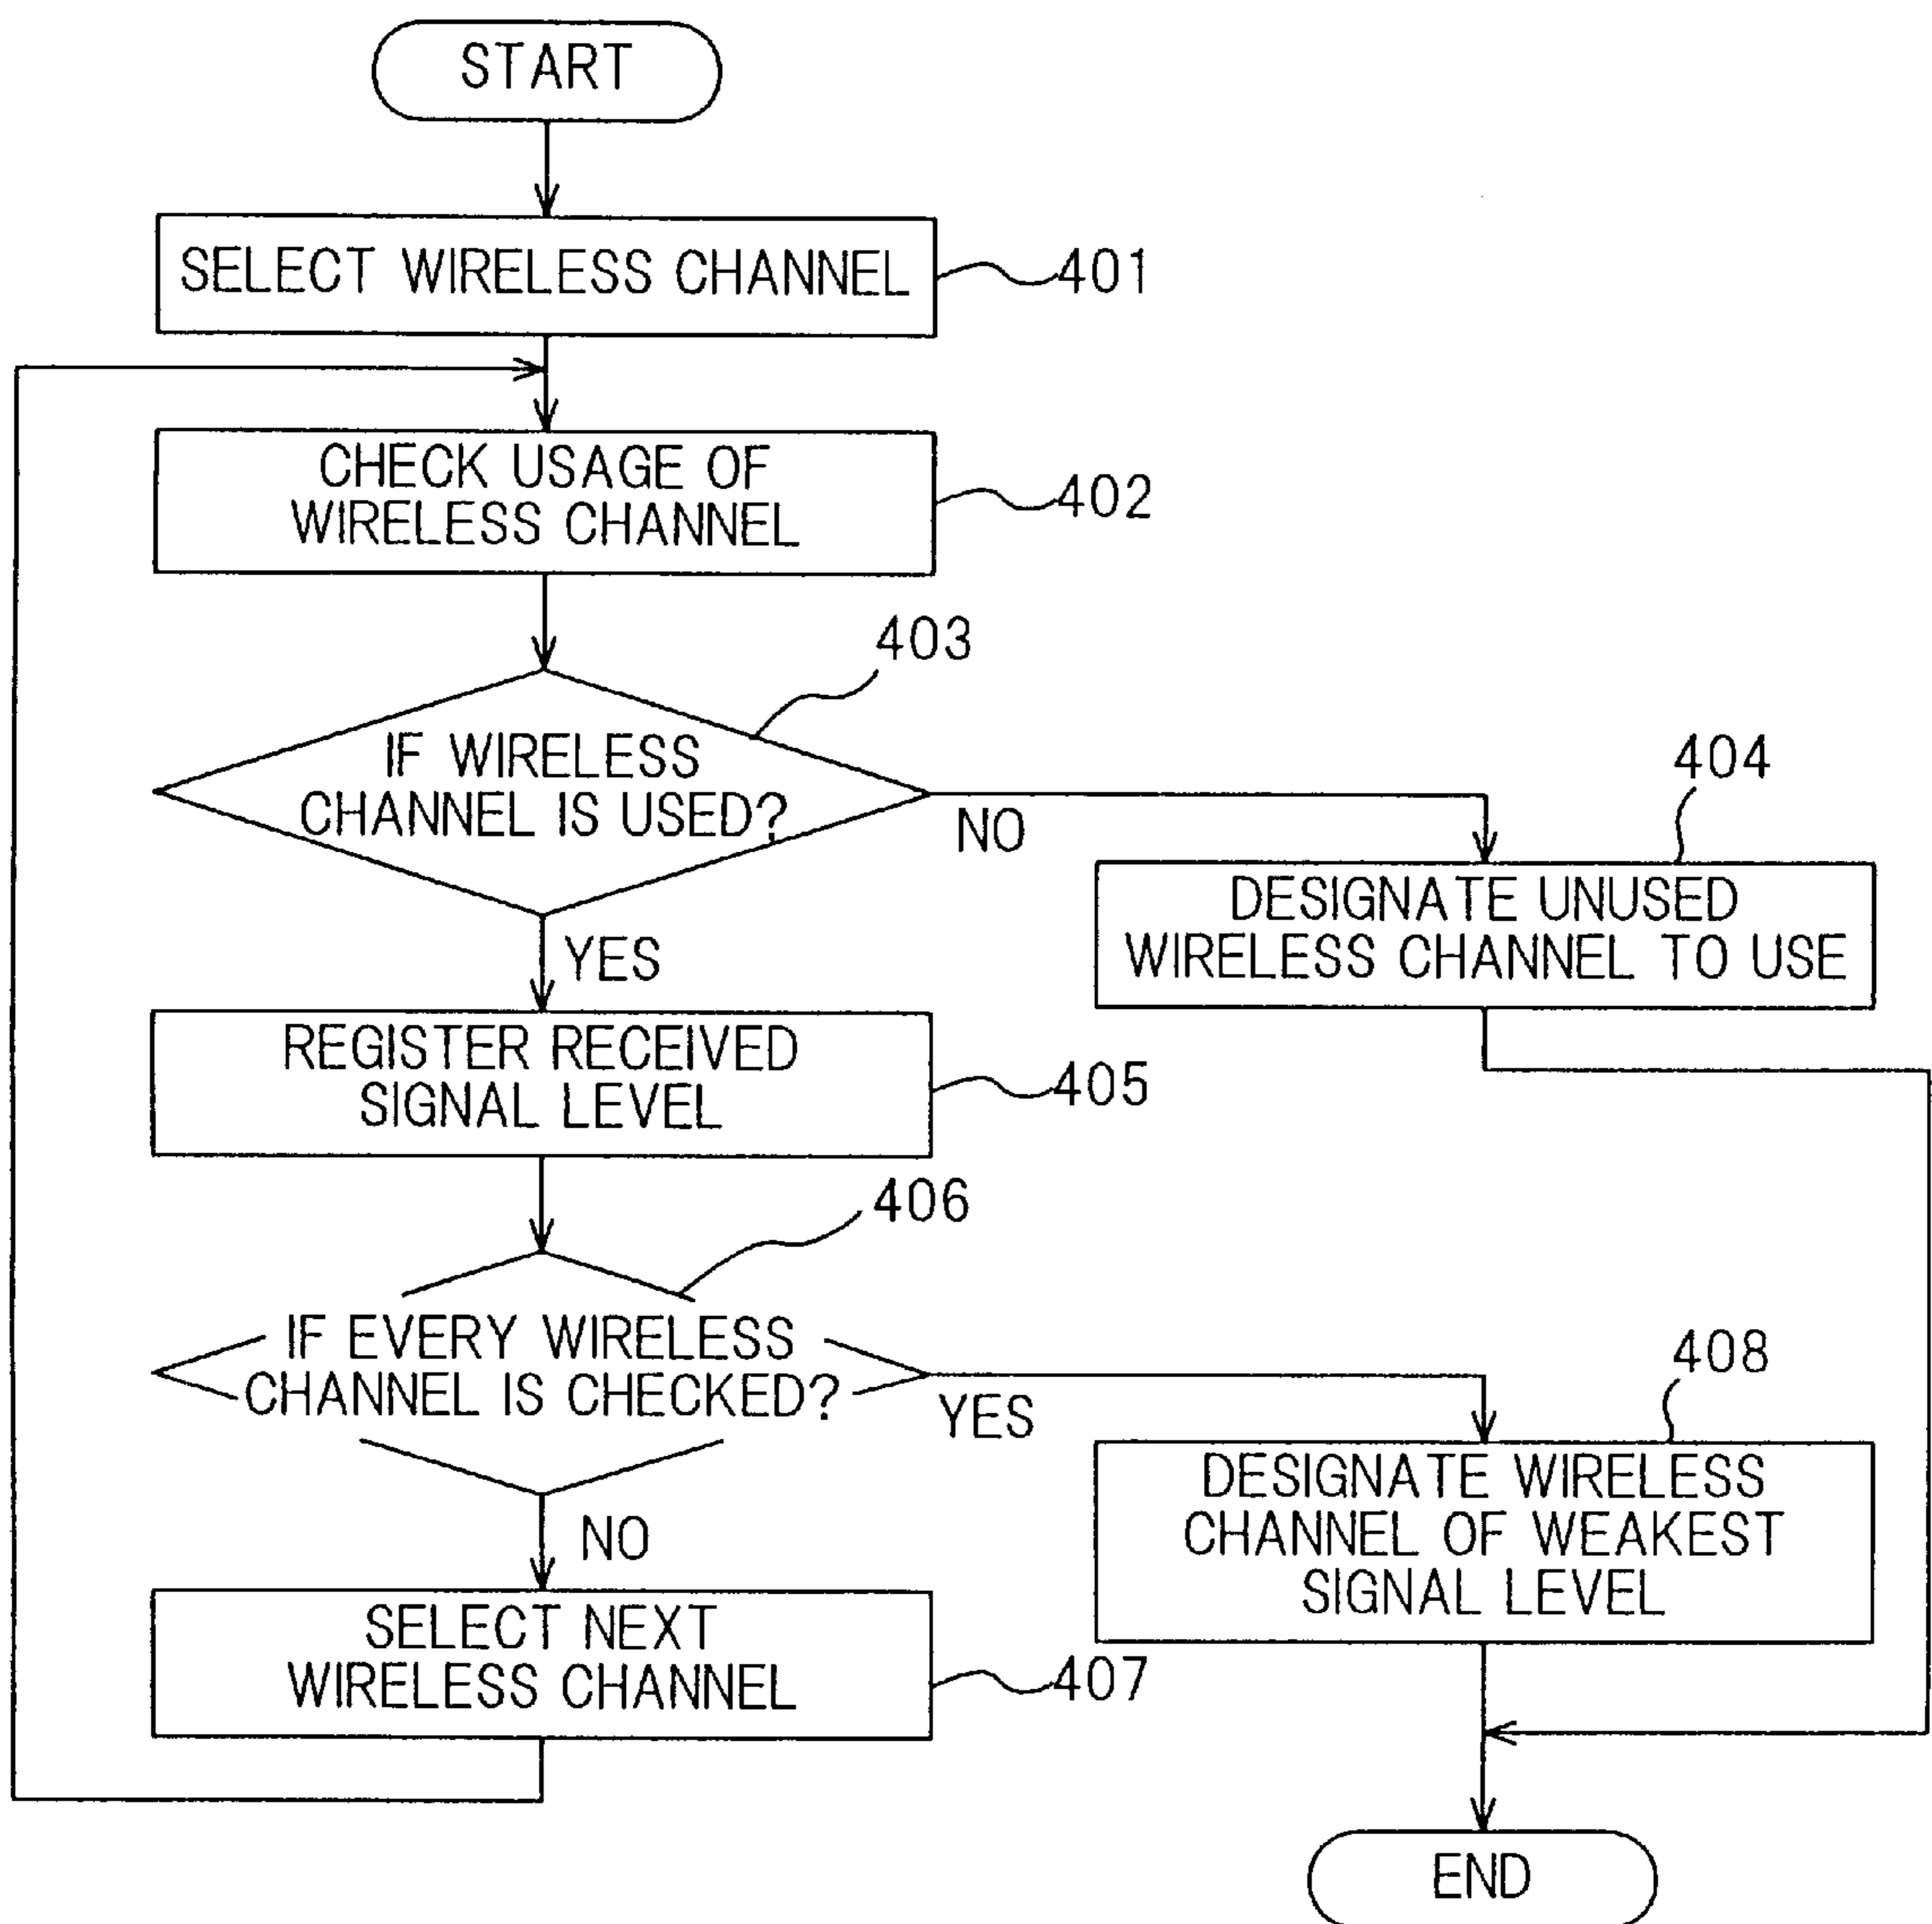 START
SELECT WIRELESS CHANNEL
401
CHECK USAGE OF
WIRELESS CHANNEL
402
403
IF WIRELESS
CHANNEL IS USED?
NO
YES
404
DESIGNATE UNUSED
WIRELESS CHANNEL TO USE
REGISTER RECEIVED
SIGNAL LEVEL
405
406
IF EVERY WIRELESS
CHANNEL IS CHECKED?
YES
NO
408
DESIGNATE WIRELESS
CHANNEL OF WEAKEST
SIGNAL LEVEL
SELECT NEXT
WIRELESS CHANNEL
407
END